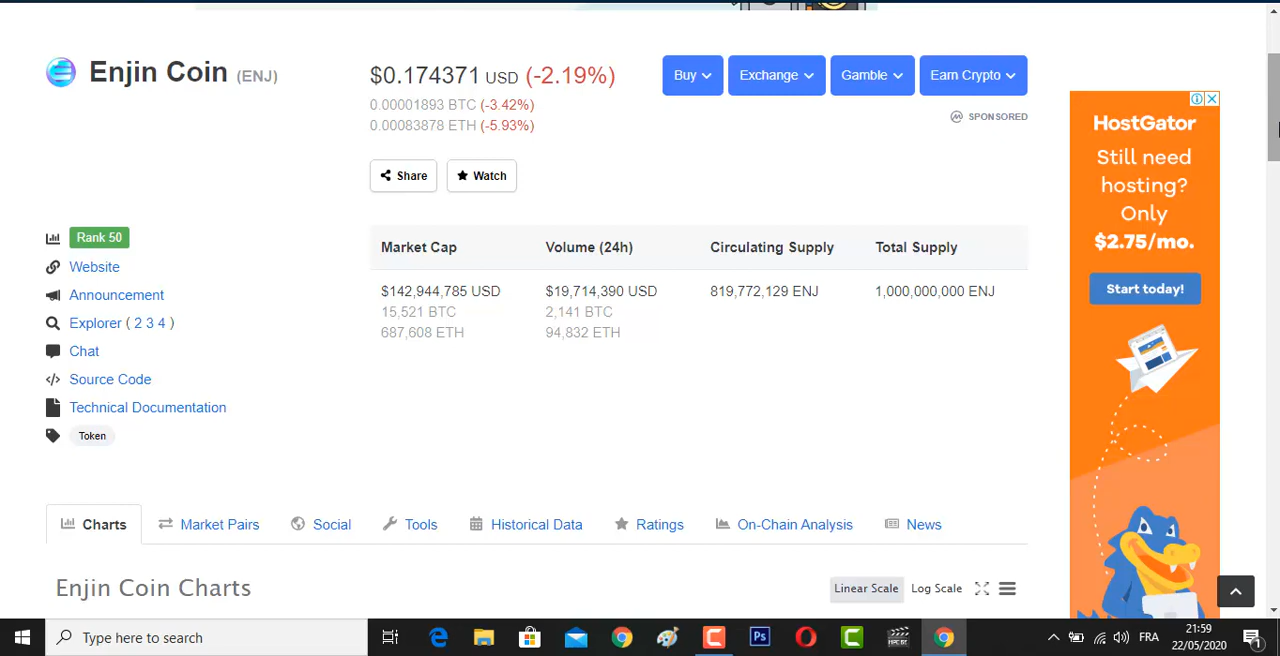 Enjin Coin (ENJ)
$0.174371 USD (-2.19%)
0.00001893 BTC (-3.42%)
0.00083878 ETH (-5.93%)
Buy Exchange Gamble Earn Crypto
SPONSORED
Share Watch
Rank 50
Website
Announcement
Explorer ( 2 3 4 )
Chat
Source Code
Technical Documentation
Token
Market Cap Volume (24h) Circulating Supply Total Supply
$142,944,785 USD $19,714,390 USD 819,772,129 ENJ 1,000,000,000 ENJ
15,521 BTC 2,141 BTC
687,608 ETH 94,832 ETH
HostGator
Still need
hosting?
Only
$2.75/mo.
Start today!
Charts Market Pairs Social Tools Historical Data Ratings On-Chain Analysis News
Enjin Coin Charts
Linear Scale Log Scale
Type here to search
Ps
FRA
21:59
22/05/2020
1